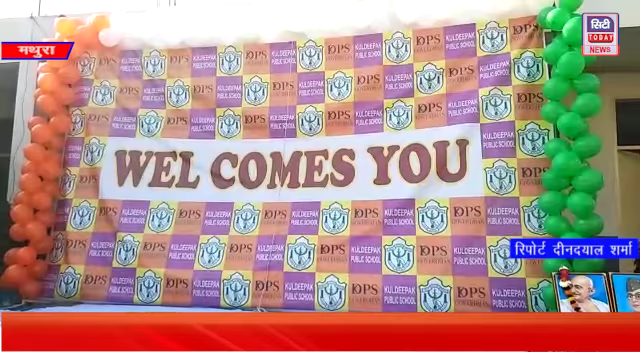 मथुरा
सिटी
TODAY
NEWS
WEL COMES YOU
KULDEEPAK
PUBLIC SCHOOL
DPS
रिपोर्ट दीनदयाल शर्मा